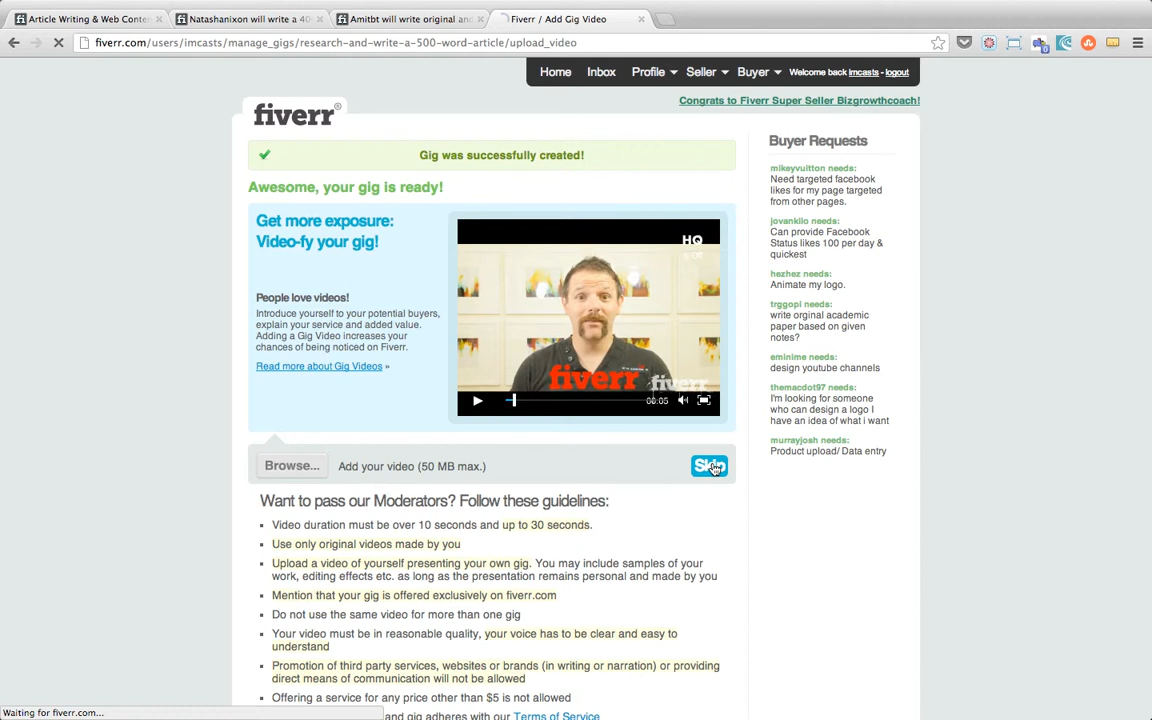 Article Writing & Web Conte
Natashanixon will write a 40
Amitbt will write original an
Fiverr / Add Gig Video
fiverr.com/users/imcasts/manage_gigs/research-and-write-a-500-word-article/upload_video
Home Inbox Profile Seller Buyer Welcome back imcasts - logout
Congrats to Fiverr Super Seller Bizgrowthcoach!
fiverr®
Gig was successfully created!
Awesome, your gig is ready!
Get more exposure:
Video-fy your gig!
People love videos!
Introduce yourself to your potential buyers,
explain your service and added value.
Adding a Gig Video increases your
chances of being noticed on Fiverr.
Read more about Gig Videos »
HQ
fiverr
fiverr
00:05
Browse... Add your video (50 MB max.)
Skip
Want to pass our Moderators? Follow these guidelines:
Video duration must be over 10 seconds and up to 30 seconds.
Use only original videos made by you
Upload a video of yourself presenting your own gig. You may include samples of your
work, editing effects etc. as long as the presentation remains personal and made by you
Mention that your gig is offered exclusively on fiverr.com
Do not use the same video for more than one gig
Your video must be in reasonable quality, your voice has to be clear and easy to
understand
Promotion of third party services, websites or brands (in writing or narration) or providing
direct means of communication will not be allowed
Offering a service for any price other than $5 is not allowed
and gig adheres with our Terms of Service
Buyer Requests
mikeyvuitton needs:
Need targeted facebook
likes for my page targeted
from other pages.
jovankilo needs:
Can provide Facebook
Status likes 100 per day &
quickest
hezhez needs:
Animate my logo.
trggopi needs:
write orginal academic
paper based on given
notes?
eminime needs:
design youtube channels
themacdot97 needs:
I'm looking for someone
who can design a logo I
have an idea of what i want
murrayjosh needs:
Product upload/ Data entry
Waiting for fiverr.com...